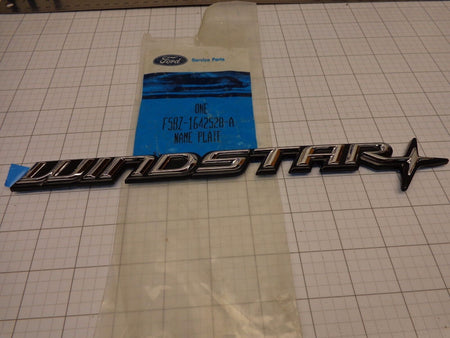 Ford
Service Parts
ONE
F58Z-1642528-A
NAME PLATE
WINDSTAR